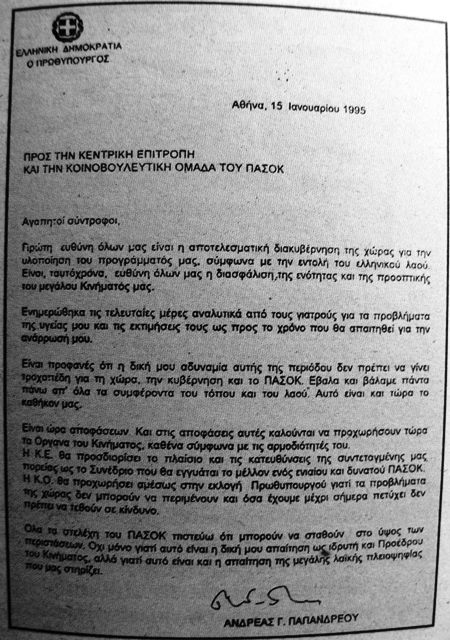 ΕΛΛΗΝΙΚΗ ΔΗΜΟΚΡΑΤΙΑ
Ο ΠΡΩΘΥΠΟΥΡΓΟΣ
Αθήνα, 15 Ιανουαρίου 1995
ΠΡΟΣ ΤΗΝ ΚΕΝΤΡΙΚΗ ΕΠΙΤΡΟΠΗ
ΚΑΙ ΤΗΝ ΚΟΙΝΟΒΟΥΛΕΥΤΙΚΗ ΟΜΑΔΑ ΤΟΥ ΠΑΣΟΚ
Αγαπητοί σύντροφοι,
Πρώτη ευθύνη όλων μας είναι η αποτελεσματική διακυβέρνηση της χώρας για την
υλοποίηση του προγράμματός μας, σύμφωνα με την εντολή του ελληνικού λαού.
Είναι, ταυτόχρονα, ευθύνη όλων μας η διασφάλιση της ενότητας και της προοπτικής
του μεγάλου Κινήματός μας.
Ενημερώθηκα τις τελευταίες μέρες αναλυτικά από τους γιατρούς για τα προβλήματα
της υγείας μου και τις εκτιμήσεις τους ως προς το χρόνο που θα απαιτηθεί για την
ανάρρωσή μου.
Είναι προφανές ότι η δική μου αδυναμία αυτής της περιόδου δεν πρέπει να γίνει
τροχοπέδη για τη χώρα, την κυβέρνηση και το ΠΑΣΟΚ. Εβαλα και βάλαμε πάντα
πάνω απ' όλα τα συμφέροντα του τόπου και του λαού. Αυτό είναι και τώρα το
καθήκον μας.
Είναι ώρα αποφάσεων. Και στις αποφάσεις αυτές καλούνται να προχωρήσουν τώρα
τα Οργανα του Κινήματος, καθένα σύμφωνα με τις αρμοδιότητές του.
Η Κ.Ε. θα προσδιορίσει το πλαίσιο και τις κατευθύνσεις της συντεταγμένης μας
πορείας ως το Συνέδριο που θα εγγυάται το μέλλον ενός ενιαίου και δυνατού ΠΑΣΟΚ.
Η Κ.Ο. θα προχωρήσει αμέσως στην εκλογή Πρωθυπουργού γιατί τα προβλήματα
της χώρας δεν μπορούν να περιμένουν και όσα έχουμε μέχρι σήμερα πετύχει δεν
πρέπει να τεθούν σε κίνδυνο.
Ολα τα στελέχη του ΠΑΣΟΚ πιστεύω ότι μπορούν να σταθούν στο ύψος των
περιστάσεων. Οχι μόνο γιατί αυτό είναι η δική μου απαίτηση ως ιδρυτή και Προέδρου
του Κινήματος, αλλά γιατί αυτό είναι και η απαίτηση της μεγάλης λαϊκής πλειοψηφίας
που μας στηρίζει.
ΑΝΔΡΕΑΣ Γ. ΠΑΠΑΝΔΡΕΟΥ